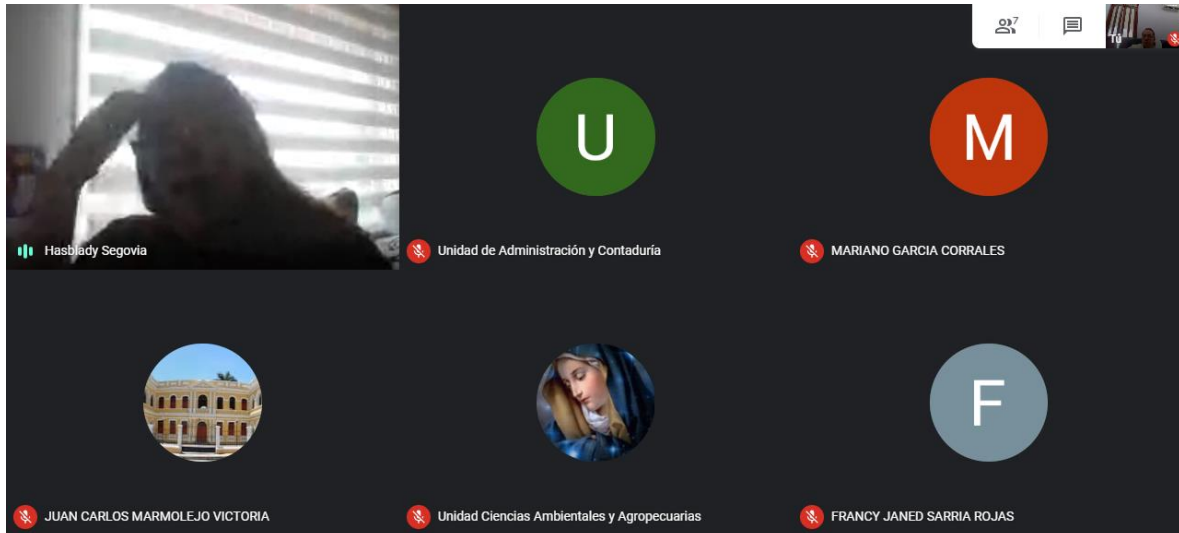 7
Tú
Hasblady Segovia
U
Unidad de Administración y Contaduría
M
MARIANO GARCIA CORRALES
JUAN CARLOS MARMOLEJO VICTORIA
Unidad Ciencias Ambientales y Agropecuarias
F
FRANCY JANED SARRIA ROJAS